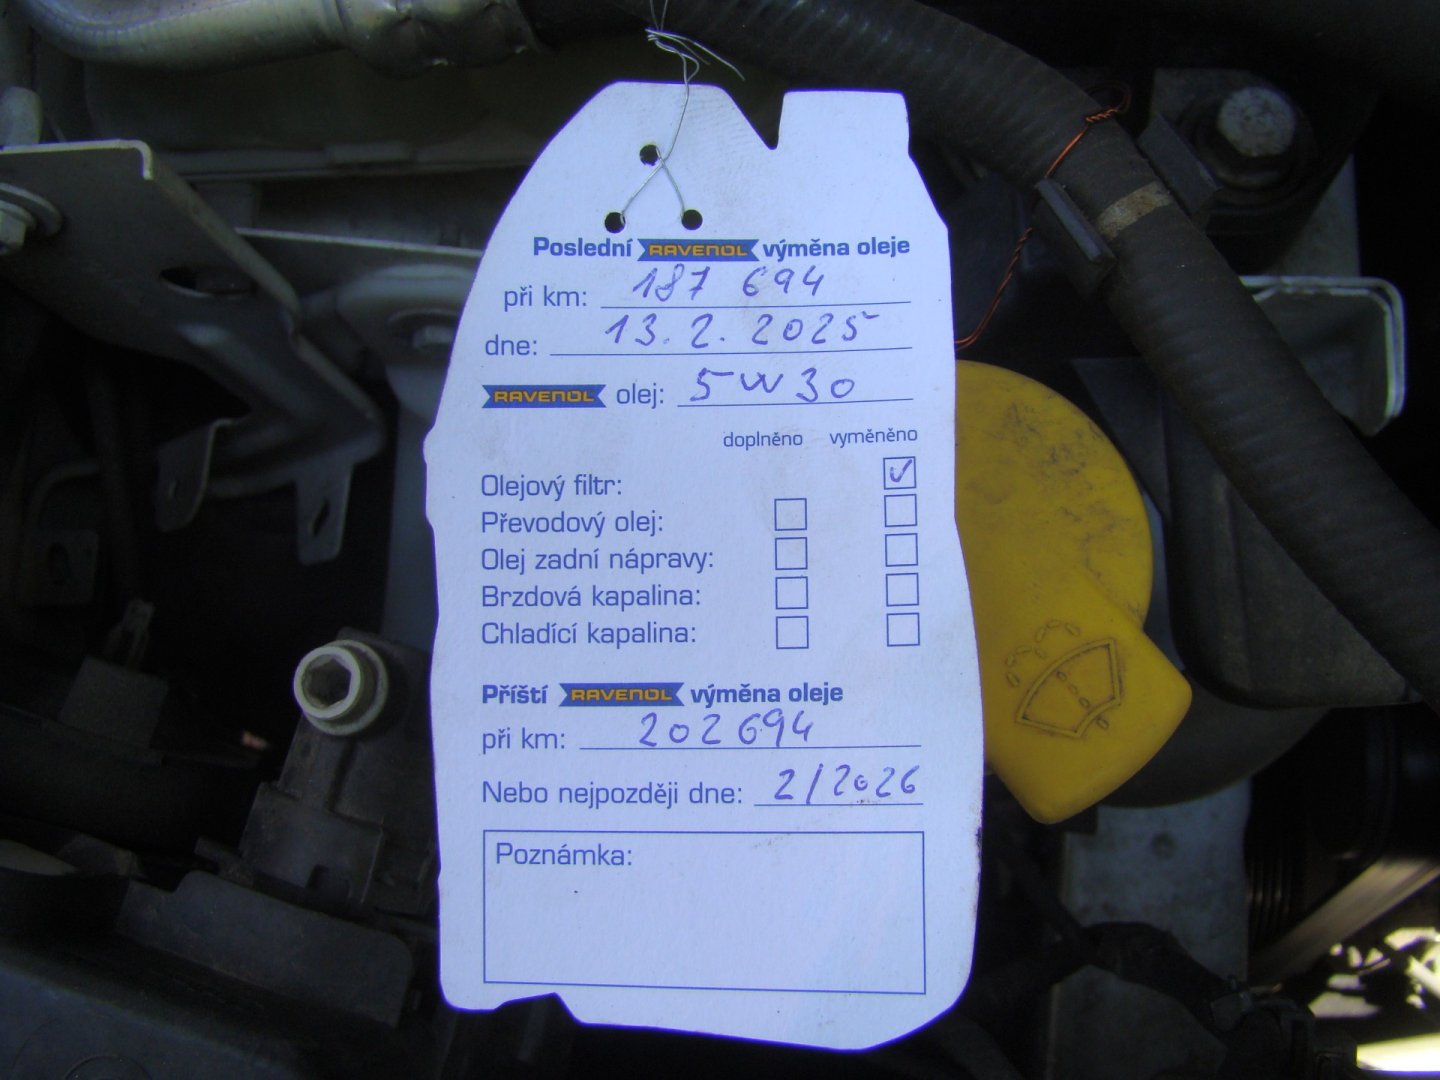 Poslední RAVENOL výměna oleje
při km: 187 694
dne: 13. 2. 2025
RAVENOL olej: 5W30
doplněno vyměněno
Olejový filtr: ✓
Převodový olej:
Olej zadní nápravy:
Brzdová kapalina:
Chladící kapalina:
Příští RAVENOL výměna oleje
při km: 202694
Nebo nejpozději dne: 2/2026
Poznámka: